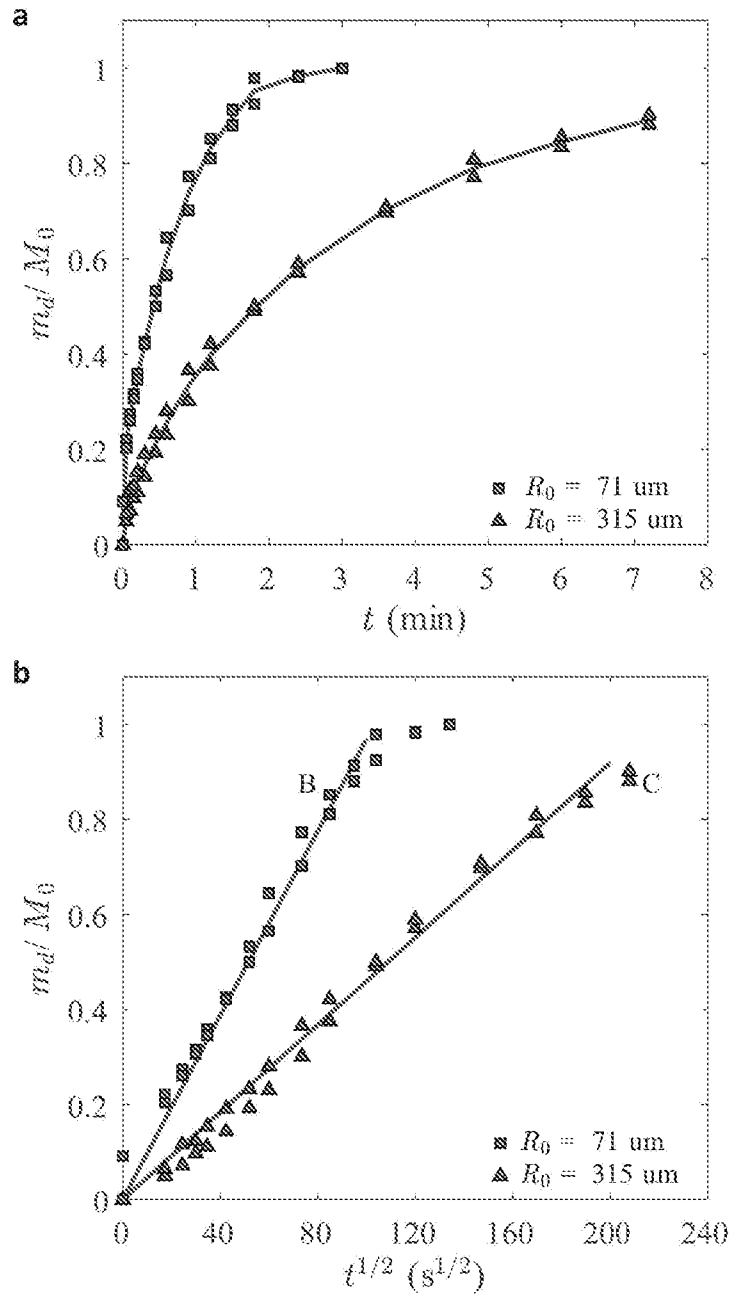 a
1
0.8
0.6
0.4
0.2
0
m_d/ M_0
R_0 = 71 um
R_0 = 315 um
0 1 2 3 4 5 6 7 8
t (min)
b
1
0.8
0.6
0.4
0.2
0
m_d/ M_0
B
C
R_0 = 71 um
R_0 = 315 um
0 40 80 120 160 200 240
t^{1/2} (s^{1/2})